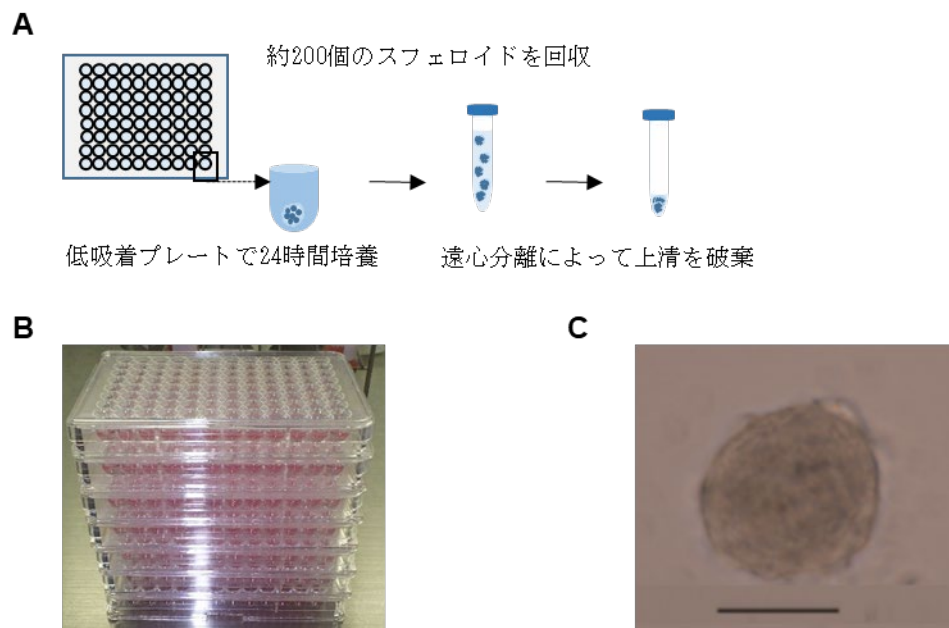 A
約200個のスフェロイドを回収
低吸着プレートで24時間培養
遠心分離によって上清を破棄
B
C